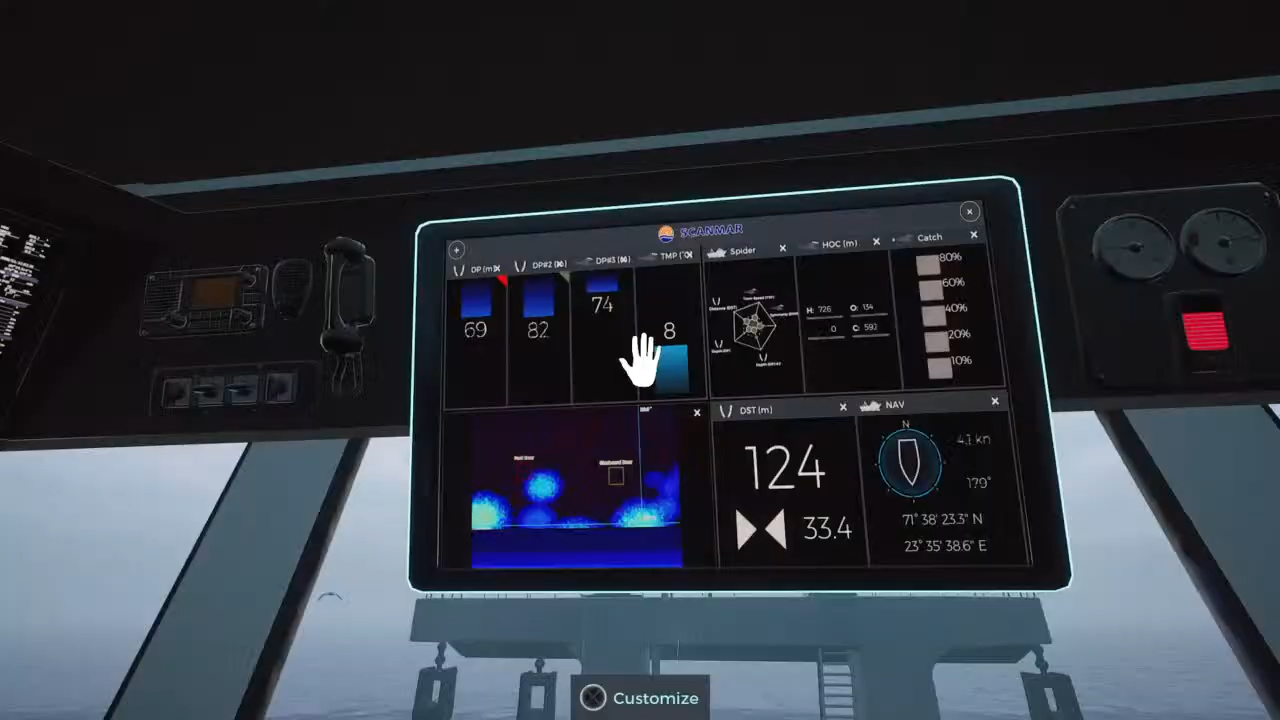 SCANMAR
DP (m)
DP#2 (M)
DP#3 (M)
TMP (°
Spider
HOC (m)
Catch
69
82
74
8
H: 726
O: 134
0
C: 593
80%
60%
40%
20%
10%
Starboard Door
DST (m)
NAV
124
33.4
N
4.1 kn
179°
71° 38' 23.3" N
23° 35' 38.6" E
Customize